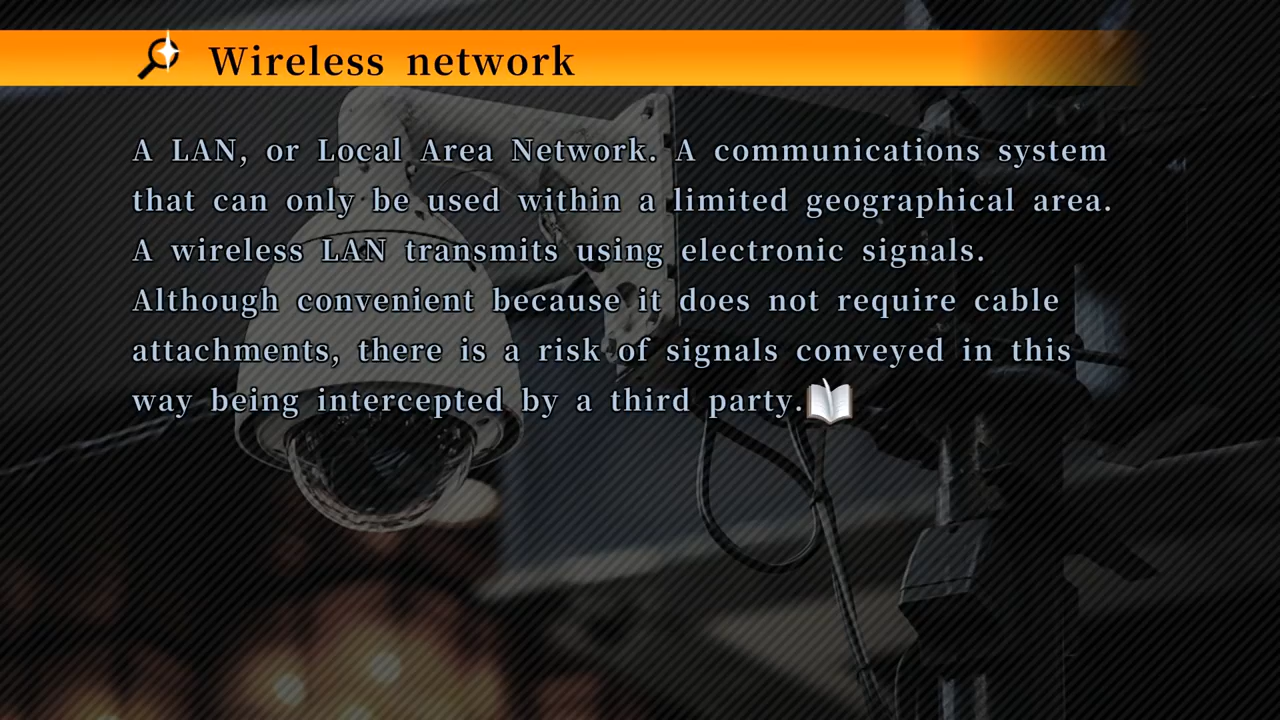 Wireless network
A LAN, or Local Area Network. A communications system
that can only be used within a limited geographical area.
A wireless LAN transmits using electronic signals.
Although convenient because it does not require cable
attachments, there is a risk of signals conveyed in this
way being intercepted by a third party.